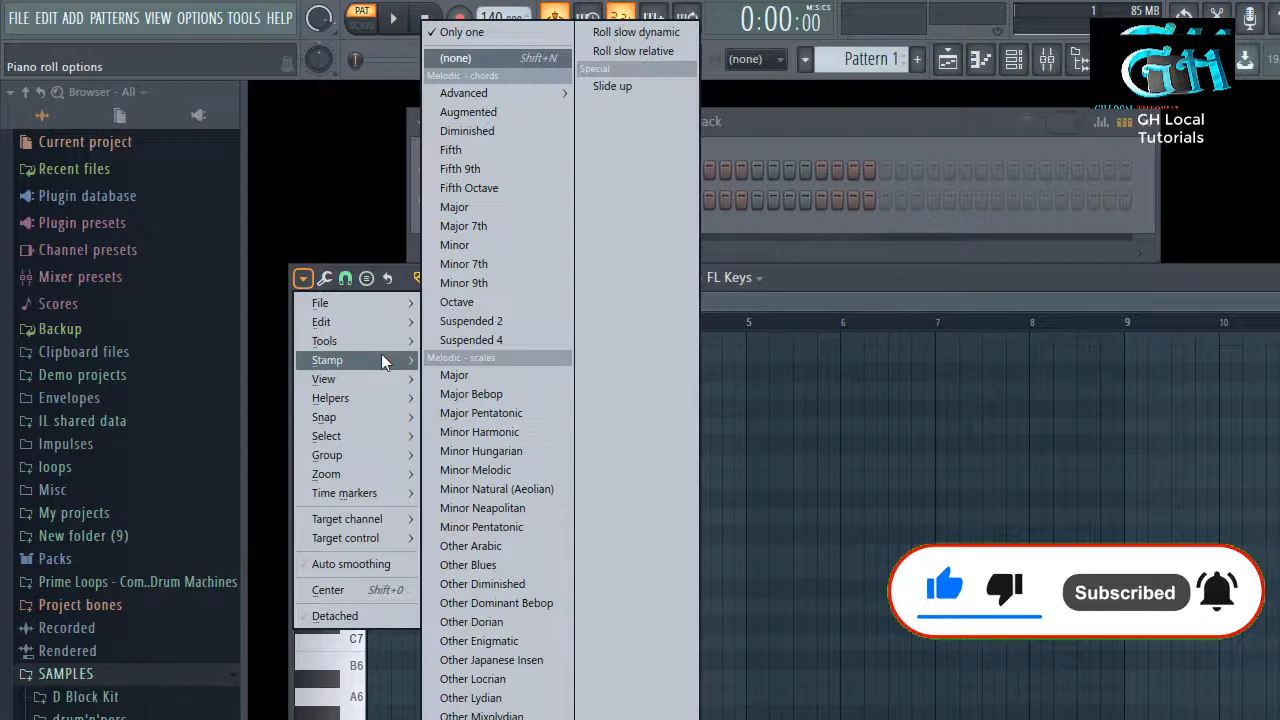 FILE EDIT ADD PATTERNS VIEW OPTIONS TOOLS HELP
PAT
SONG
140.000
3.2
0:00:00
M:S:CS
1
85 MB
Piano roll options
(none)
Pattern 1
+
GH
GH Local
Tutorials
Browser - All
Current project
Recent files
Plugin database
Plugin presets
Channel presets
Mixer presets
Scores
Backup
Clipboard files
Demo projects
Envelopes
IL shared data
Impulses
loops
Misc
My projects
New folder (9)
Packs
Prime Loops - Com..Drum Machines
Project bones
Recorded
Rendered
SAMPLES
D Block Kit
drum'n'pers
File
Edit
Tools
Stamp
View
Helpers
Snap
Select
Group
Zoom
Time markers
Target channel
Target control
Auto smoothing
Center Shift+0
Detached
C7
B6
A6
✓ Only one
(none) Shift+N
Melodic - chords
Advanced
Augmented
Diminished
Fifth
Fifth 9th
Fifth Octave
Major
Major 7th
Minor
Minor 7th
Minor 9th
Octave
Suspended 2
Suspended 4
Melodic - scales
Major
Major Bebop
Major Pentatonic
Minor Harmonic
Minor Hungarian
Minor Melodic
Minor Natural (Aeolian)
Minor Neapolitan
Minor Pentatonic
Other Arabic
Other Blues
Other Diminished
Other Dominant Bebop
Other Dorian
Other Enigmatic
Other Japanese Insen
Other Locrian
Other Lydian
Other Mixolydian
Roll slow dynamic
Roll slow relative
Special
Slide up
ack
FL Keys
5 6 7 8 9 10
Subscribed